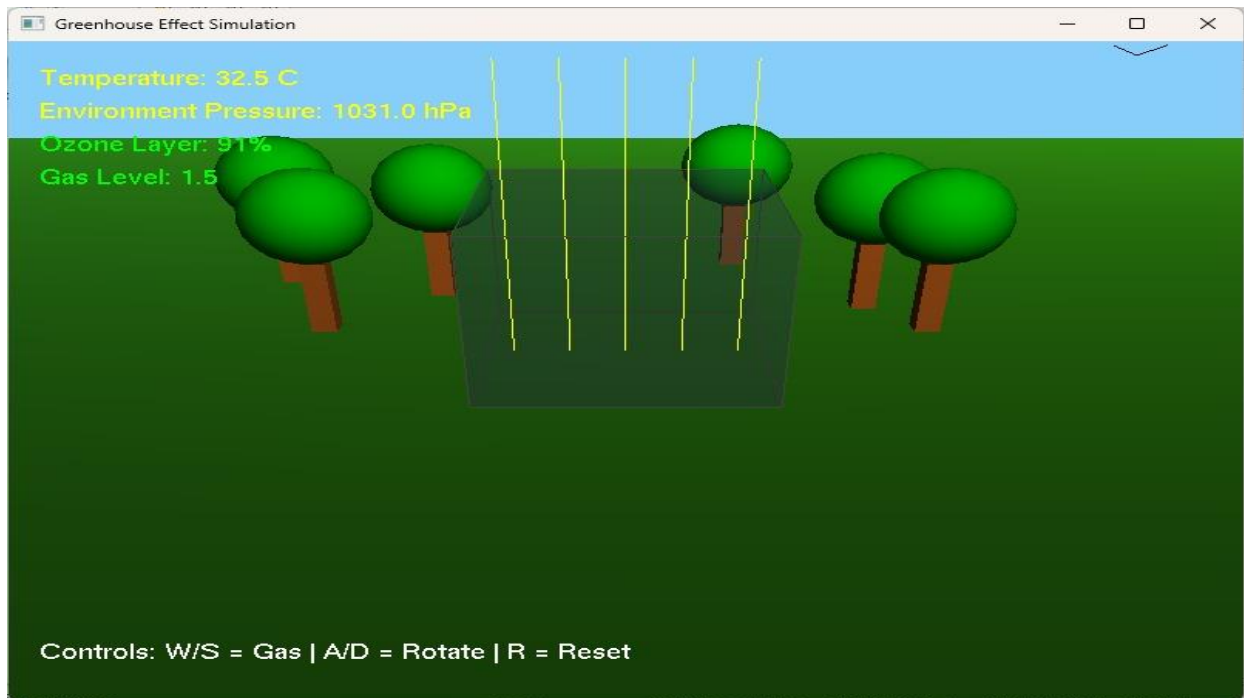 Greenhouse Effect Simulation
Temperature: 32.5 C
Environment Pressure: 1031.0 hPa
Ozone Layer: 91%
Gas Level: 1.5
Controls: W/S = Gas | A/D = Rotate | R = Reset